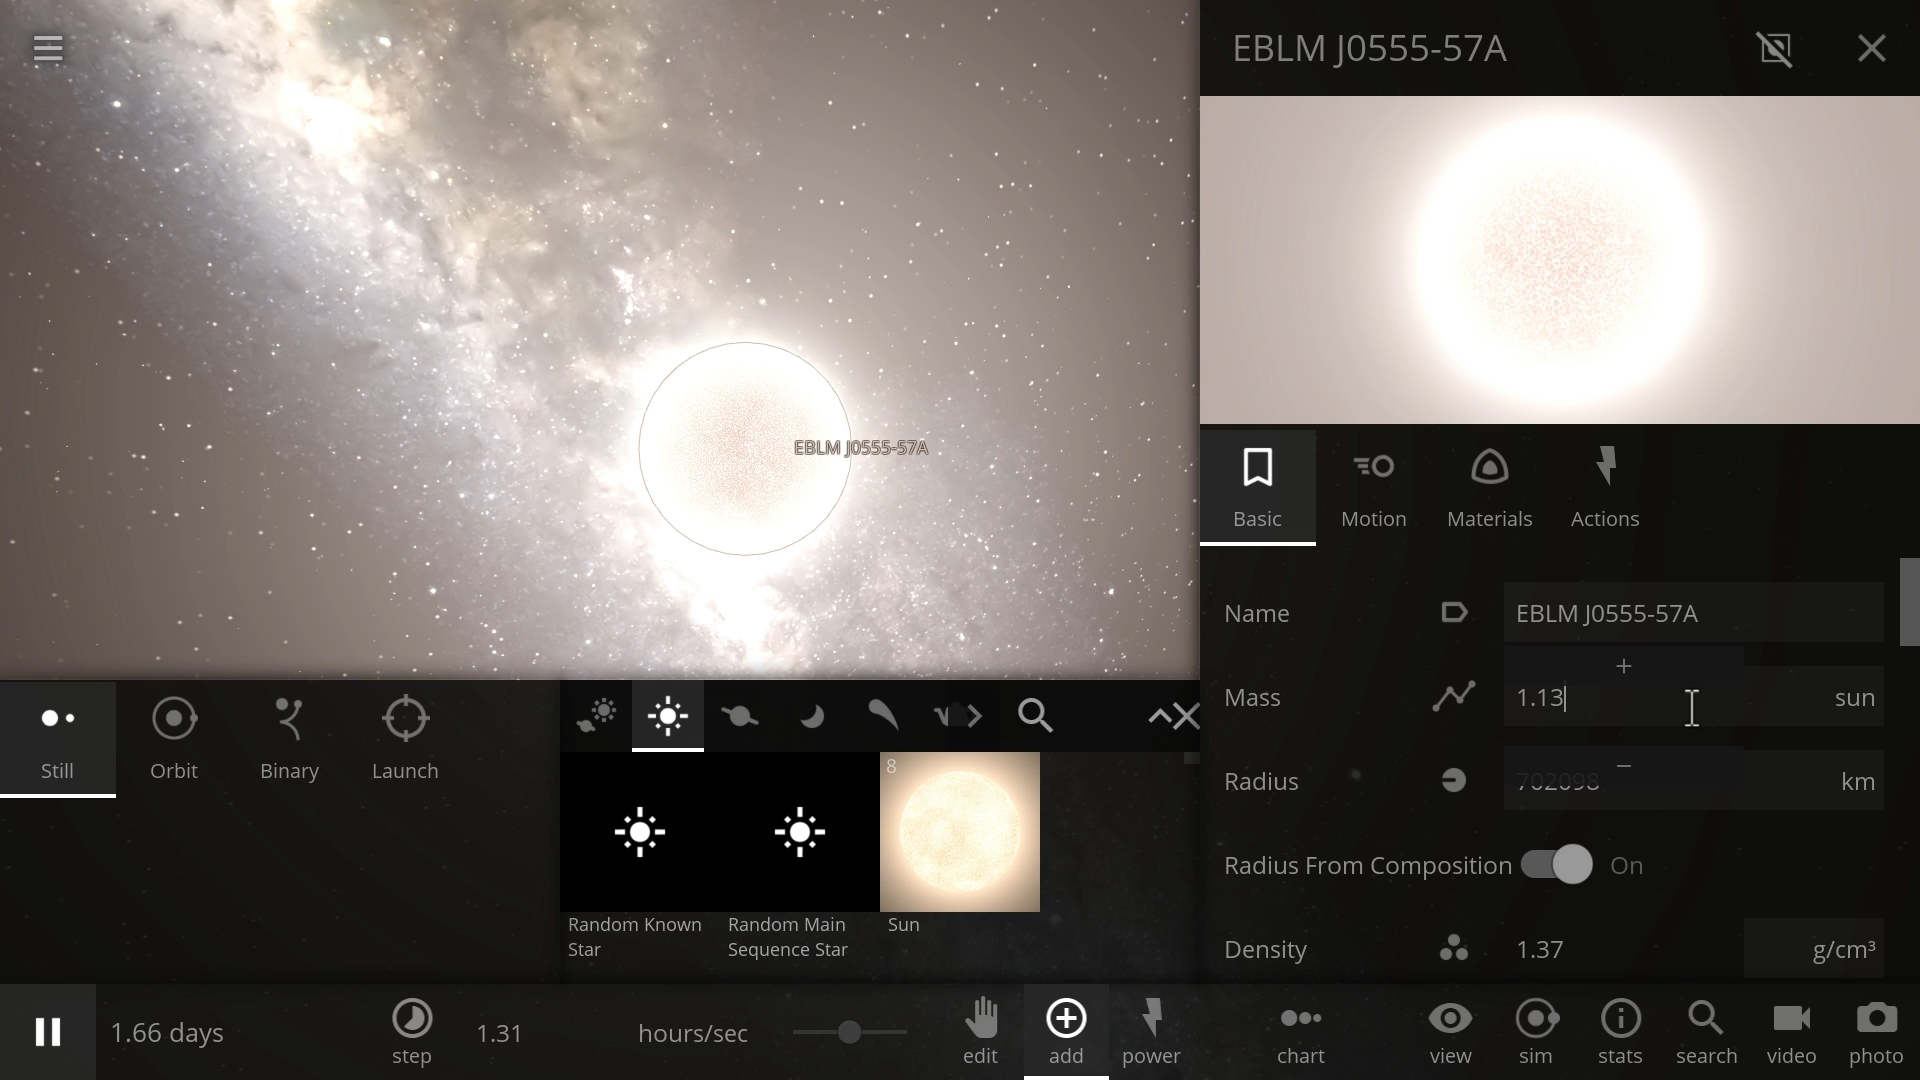 EBLM J0555-57A
EBLM J0555-57A
Basic
Motion
Materials
Actions
Name
EBLM J0555-57A
+
Mass
1.13
sun
Radius
702098
−
km
Radius From Composition
On
Density
1.37
g/cm³
Still
Orbit
Binary
Launch
8
Random Known
Star
Random Main
Sequence Star
Sun
1.66 days
step
1.31
hours/sec
edit
add
power
chart
view
sim
stats
search
video
photo